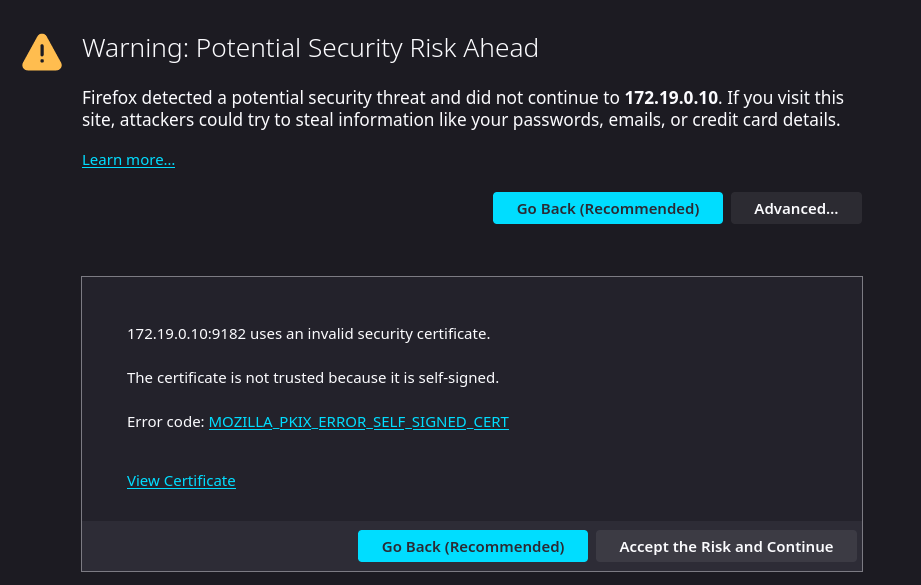 Warning: Potential Security Risk Ahead
Firefox detected a potential security threat and did not continue to 172.19.0.10. If you visit this
site, attackers could try to steal information like your passwords, emails, or credit card details.
Learn more...
Go Back (Recommended) Advanced...
172.19.0.10:9182 uses an invalid security certificate.
The certificate is not trusted because it is self-signed.
Error code: MOZILLA_PKIX_ERROR_SELF_SIGNED_CERT
View Certificate
Go Back (Recommended) Accept the Risk and Continue